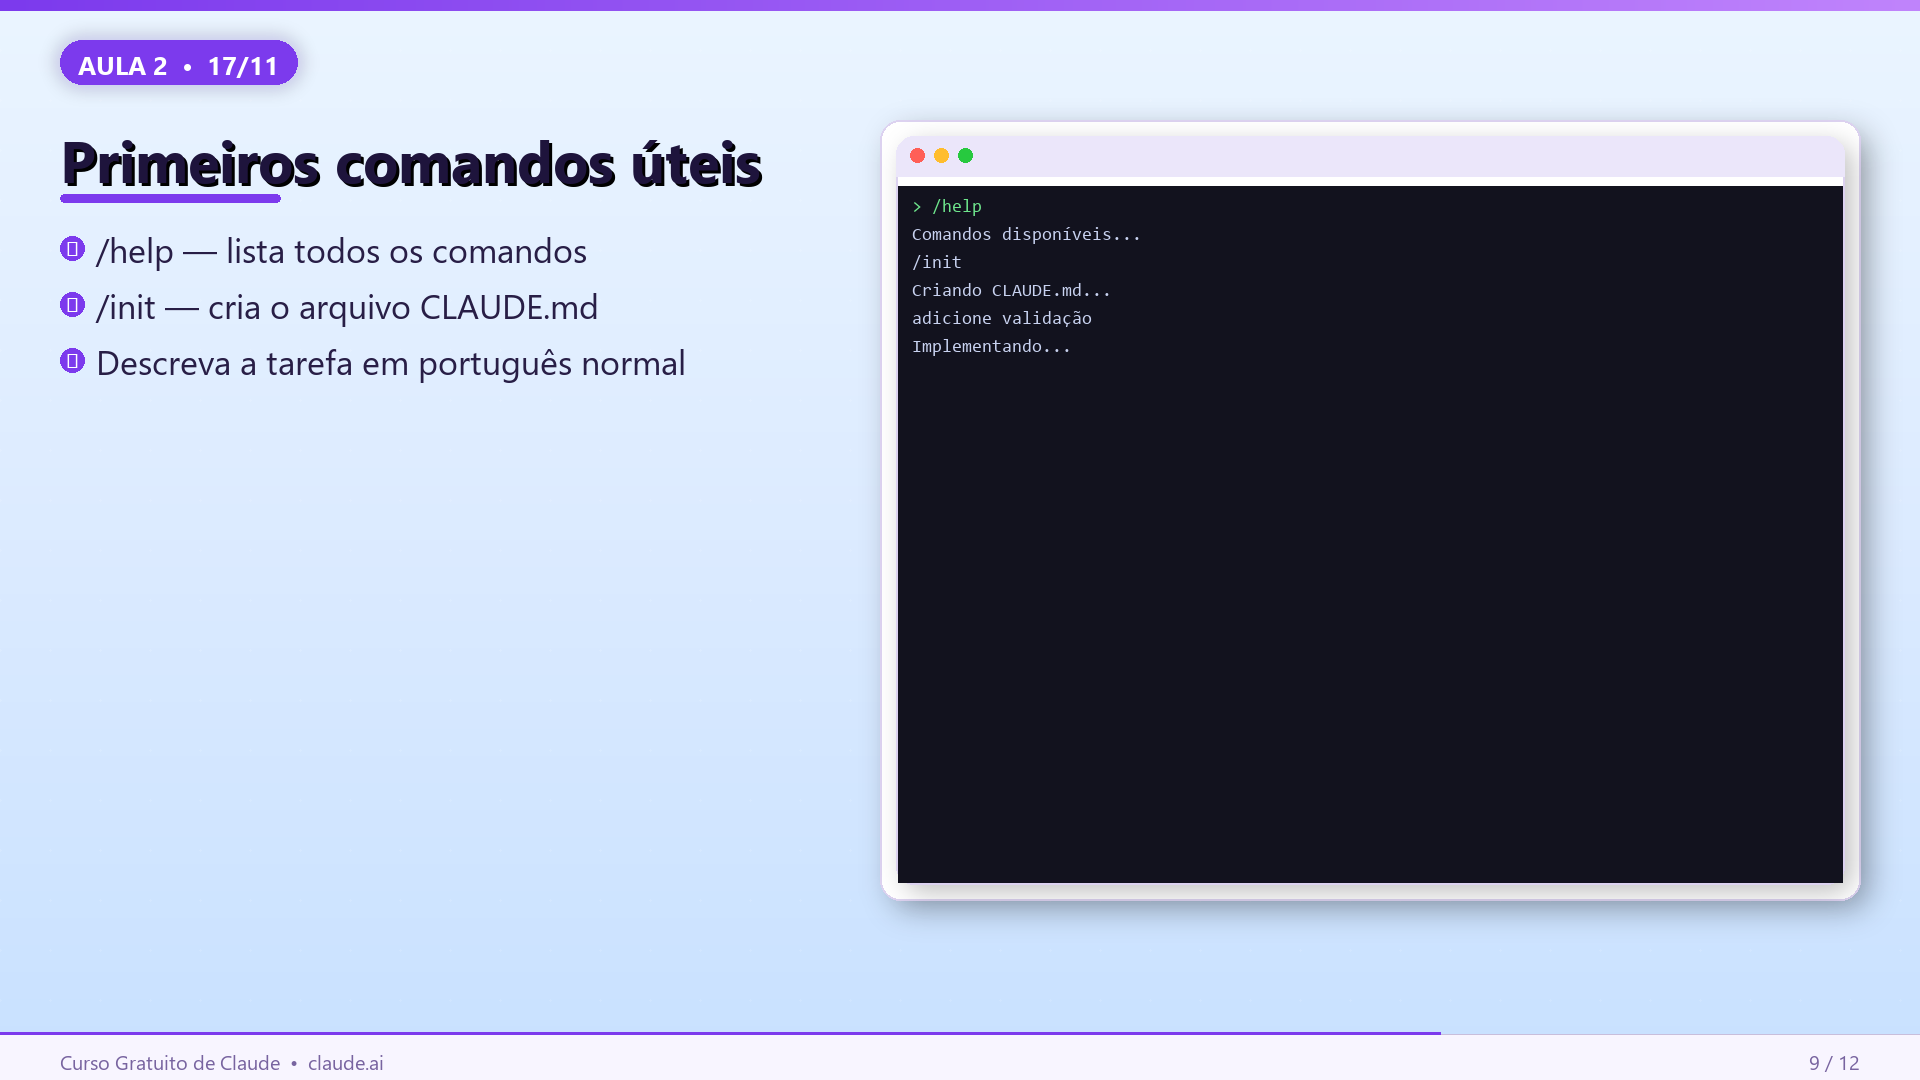 AULA 2 • 17/11
Primeiros comandos úteis
/help — lista todos os comandos
/init — cria o arquivo CLAUDE.md
Descreva a tarefa em português normal
> /help
Comandos disponíveis...
/init
Criando CLAUDE.md...
adicione validação
Implementando...
Curso Gratuito de Claude • claude.ai
9 / 12